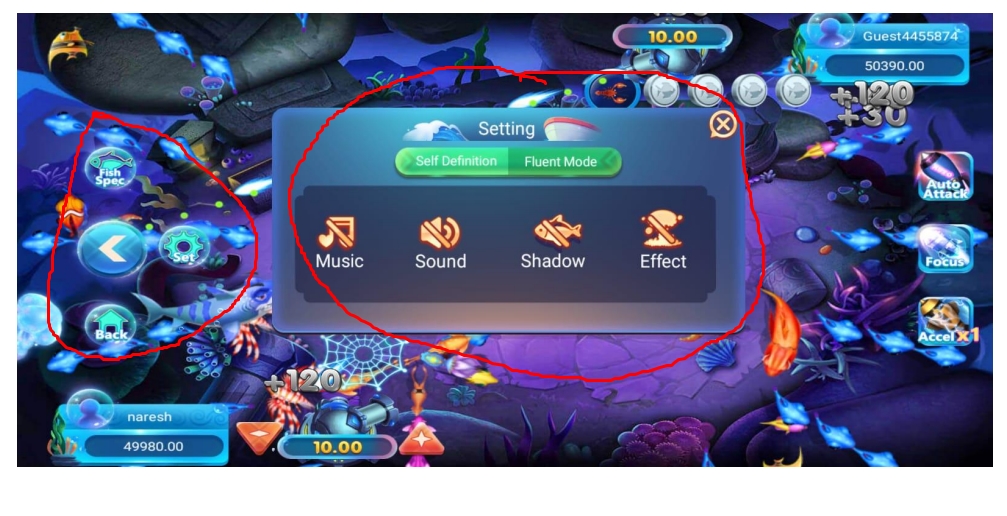 10.00
Guest4455874
50390.00
+120
+30
Setting
Self Definition
Fluent Mode
Fish
Spec
Auto
Attack
Set
Music
Sound
Shadow
Effect
Focus
Back
Accel X1
+120
naresh
49980.00
10.00